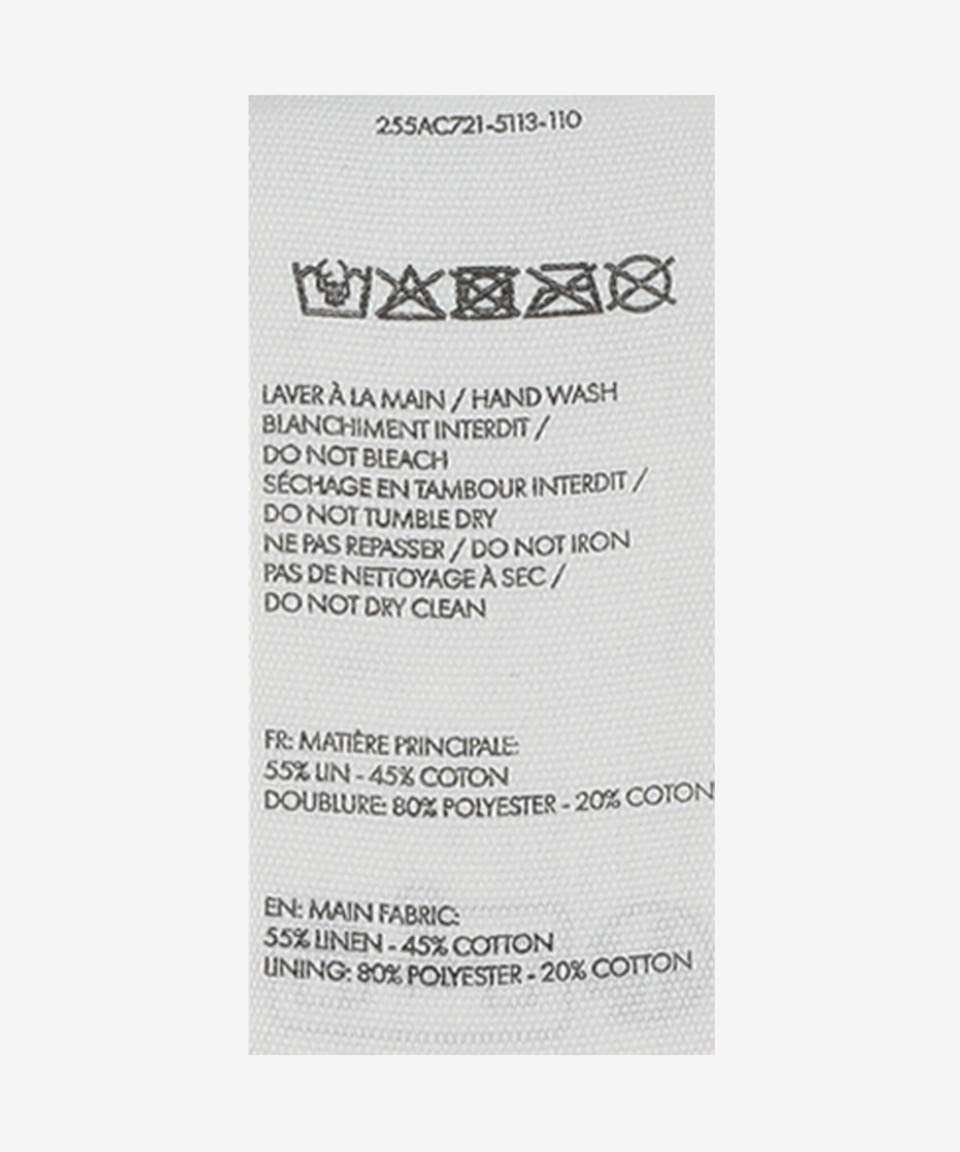 255AC721-5113-110
LAVER À LA MAIN / HAND WASH
BLANCHIMENT INTERDIT /
DO NOT BLEACH
SÉCHAGE EN TAMBOUR INTERDIT /
DO NOT TUMBLE DRY
NE PAS REPASSER / DO NOT IRON
PAS DE NETTOYAGE À SEC /
DO NOT DRY CLEAN
FR: MATIÈRE PRINCIPALE:
55% LIN - 45% COTON
DOUBLURE: 80% POLYESTER - 20% COTON
EN: MAIN FABRIC:
55% LINEN - 45% COTTON
LINING: 80% POLYESTER - 20% COTTON